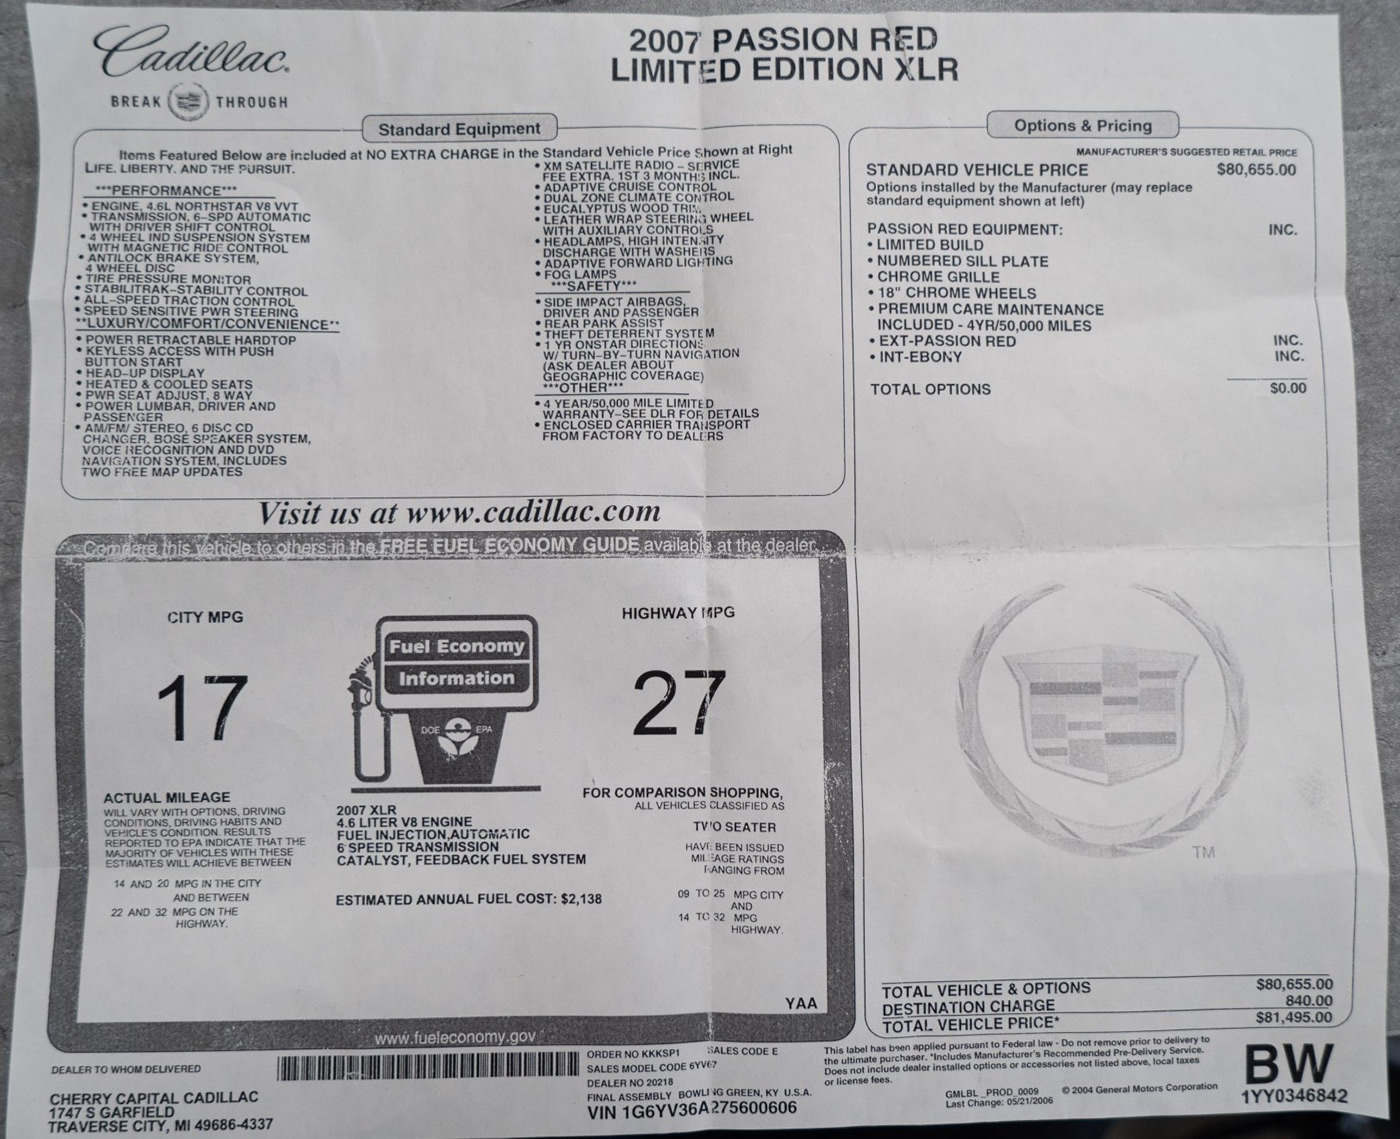 Cadillac.
BREAK THROUGH
2007 PASSION RED
LIMITED EDITION XLR
Standard Equipment
Items Featured Below are included at NO EXTRA CHARGE in the Standard Vehicle Price Shown at Right
LIFE. LIBERTY. AND THE PURSUIT.
***PERFORMANCE***
• ENGINE, 4.6L NORTHSTAR V8 VVT
• TRANSMISSION, 6-SPD AUTOMATIC
WITH DRIVER SHIFT CONTROL
• 4 WHEEL IND SUSPENSION SYSTEM
WITH MAGNETIC RIDE CONTROL
• ANTILOCK BRAKE SYSTEM,
4 WHEEL DISC
• TIRE PRESSURE MONITOR
• STABILITRAK-STABILITY CONTROL
• ALL-SPEED TRACTION CONTROL
• SPEED SENSITIVE PWR STEERING
**LUXURY/COMFORT/CONVENIENCE**
• POWER RETRACTABLE HARDTOP
• KEYLESS ACCESS WITH PUSH
BUTTON START
• HEAD-UP DISPLAY
• HEATED & COOLED SEATS
• PWR SEAT ADJUST, 8 WAY
• POWER LUMBAR, DRIVER AND
PASSENGER
• AM/FM/ STEREO, 6 DISC CD
CHANGER, BOSE SPEAKER SYSTEM,
VOICE RECOGNITION AND DVD
NAVIGATION SYSTEM, INCLUDES
TWO FREE MAP UPDATES
• XM SATELLITE RADIO - SERVICE
FEE EXTRA. 1ST 3 MONTHS INCL.
• ADAPTIVE CRUISE CONTROL
• DUAL ZONE CLIMATE CONTROL
• EUCALYPTUS WOOD TRIM
• LEATHER WRAP STEERING WHEEL
WITH AUXILIARY CONTROLS
• HEADLAMPS, HIGH INTENSITY
DISCHARGE WITH WASHERS
• ADAPTIVE FORWARD LIGHTING
• FOG LAMPS
***SAFETY***
• SIDE IMPACT AIRBAGS,
DRIVER AND PASSENGER
• REAR PARK ASSIST
• THEFT DETERRENT SYSTEM
• 1 YR ONSTAR DIRECTIONS
W/ TURN-BY-TURN NAVIGATION
(ASK DEALER ABOUT
GEOGRAPHIC COVERAGE)
***OTHER***
• 4 YEAR/50,000 MILE LIMITED
WARRANTY-SEE DLR FOR DETAILS
• ENCLOSED CARRIER TRANSPORT
FROM FACTORY TO DEALERS
Options & Pricing
MANUFACTURER'S SUGGESTED RETAIL PRICE
STANDARD VEHICLE PRICE $80,655.00
Options installed by the Manufacturer (may replace
standard equipment shown at left)
PASSION RED EQUIPMENT: INC.
• LIMITED BUILD
• NUMBERED SILL PLATE
• CHROME GRILLE
• 18" CHROME WHEELS
• PREMIUM CARE MAINTENANCE
INCLUDED - 4YR/50,000 MILES
• EXT-PASSION RED INC.
• INT-EBONY INC.
TOTAL OPTIONS $0.00
Visit us at www.cadillac.com
Compare this vehicle to others in the FREE FUEL ECONOMY GUIDE available at the dealer.
CITY MPG
17
Fuel Economy
Information
DOE EPA
HIGHWAY MPG
27
ACTUAL MILEAGE
WILL VARY WITH OPTIONS, DRIVING
CONDITIONS, DRIVING HABITS AND
VEHICLE'S CONDITION. RESULTS
REPORTED TO EPA INDICATE THAT THE
MAJORITY OF VEHICLES WITH THESE
ESTIMATES WILL ACHIEVE BETWEEN
14 AND 20 MPG IN THE CITY
AND BETWEEN
22 AND 32 MPG ON THE
HIGHWAY.
2007 XLR
4.6 LITER V8 ENGINE
FUEL INJECTION,AUTOMATIC
6 SPEED TRANSMISSION
CATALYST, FEEDBACK FUEL SYSTEM
ESTIMATED ANNUAL FUEL COST: $2,138
FOR COMPARISON SHOPPING,
ALL VEHICLES CLASSIFIED AS
TWO SEATER
HAVE BEEN ISSUED
MILEAGE RATINGS
RANGING FROM
09 TO 25 MPG CITY
AND
14 TO 32 MPG
HIGHWAY.
YAA
www.fueleconomy.gov
TM
TOTAL VEHICLE & OPTIONS $80,655.00
DESTINATION CHARGE 840.00
TOTAL VEHICLE PRICE* $81,495.00
DEALER TO WHOM DELIVERED
CHERRY CAPITAL CADILLAC
1747 S GARFIELD
TRAVERSE CITY, MI 49686-4337
ORDER NO KKKSP1 SALES CODE E
SALES MODEL CODE 6YV67
DEALER NO 20218
FINAL ASSEMBLY BOWLING GREEN, KY U.S.A.
VIN 1G6YV36A275600606
This label has been applied pursuant to Federal law - Do not remove prior to delivery to
the ultimate purchaser. *Includes Manufacturer's Recommended Pre-Delivery Service.
Does not include dealer installed options or accessories not listed above, local taxes
or license fees.
GMLBL_PROD_0009 © 2004 General Motors Corporation
Last Change: 05/21/2006
BW
1YY0346842